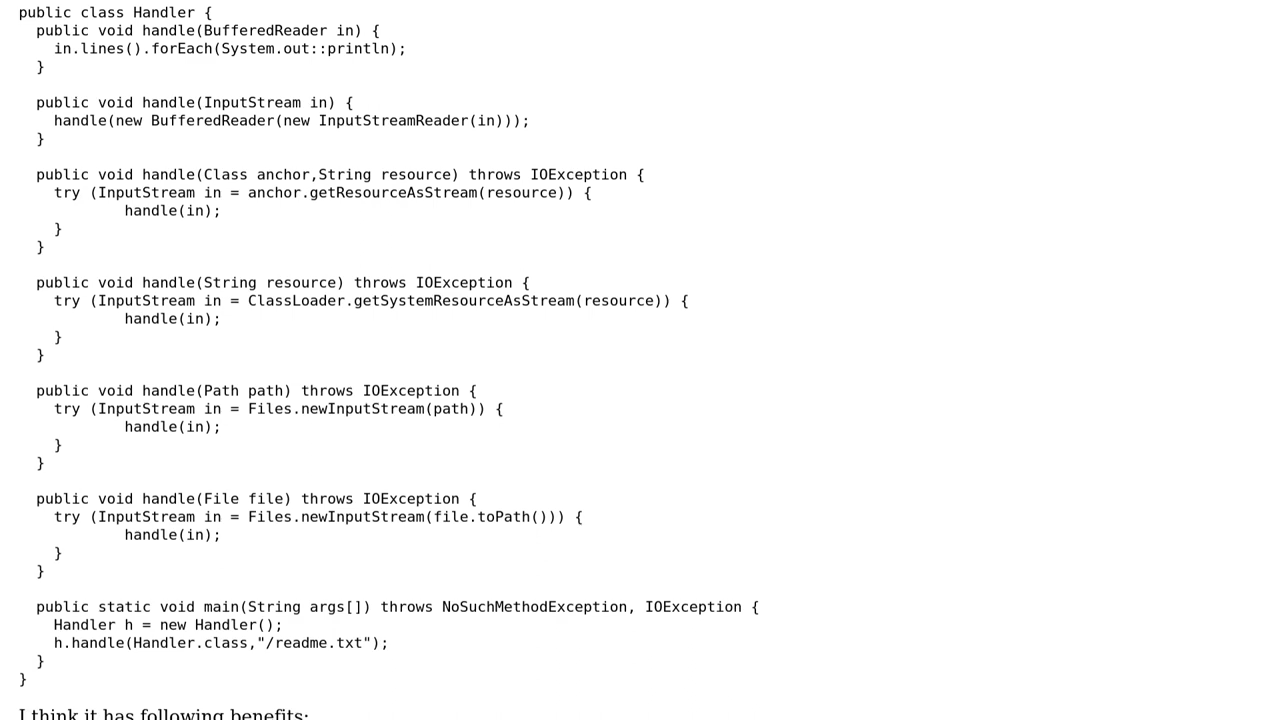 public class Handler {
  public void handle(BufferedReader in) {
    in.lines().forEach(System.out::println);
  }

  public void handle(InputStream in) {
    handle(new BufferedReader(new InputStreamReader(in)));
  }

  public void handle(Class anchor,String resource) throws IOException {
    try (InputStream in = anchor.getResourceAsStream(resource)) {
            handle(in);
    }
  }

  public void handle(String resource) throws IOException {
    try (InputStream in = ClassLoader.getSystemResourceAsStream(resource)) {
            handle(in);
    }
  }

  public void handle(Path path) throws IOException {
    try (InputStream in = Files.newInputStream(path)) {
            handle(in);
    }
  }

  public void handle(File file) throws IOException {
    try (InputStream in = Files.newInputStream(file.toPath())) {
            handle(in);
    }
  }

  public static void main(String args[]) throws NoSuchMethodException, IOException {
    Handler h = new Handler();
    h.handle(Handler.class,"/readme.txt");
  }
}
I think it has following benefits: